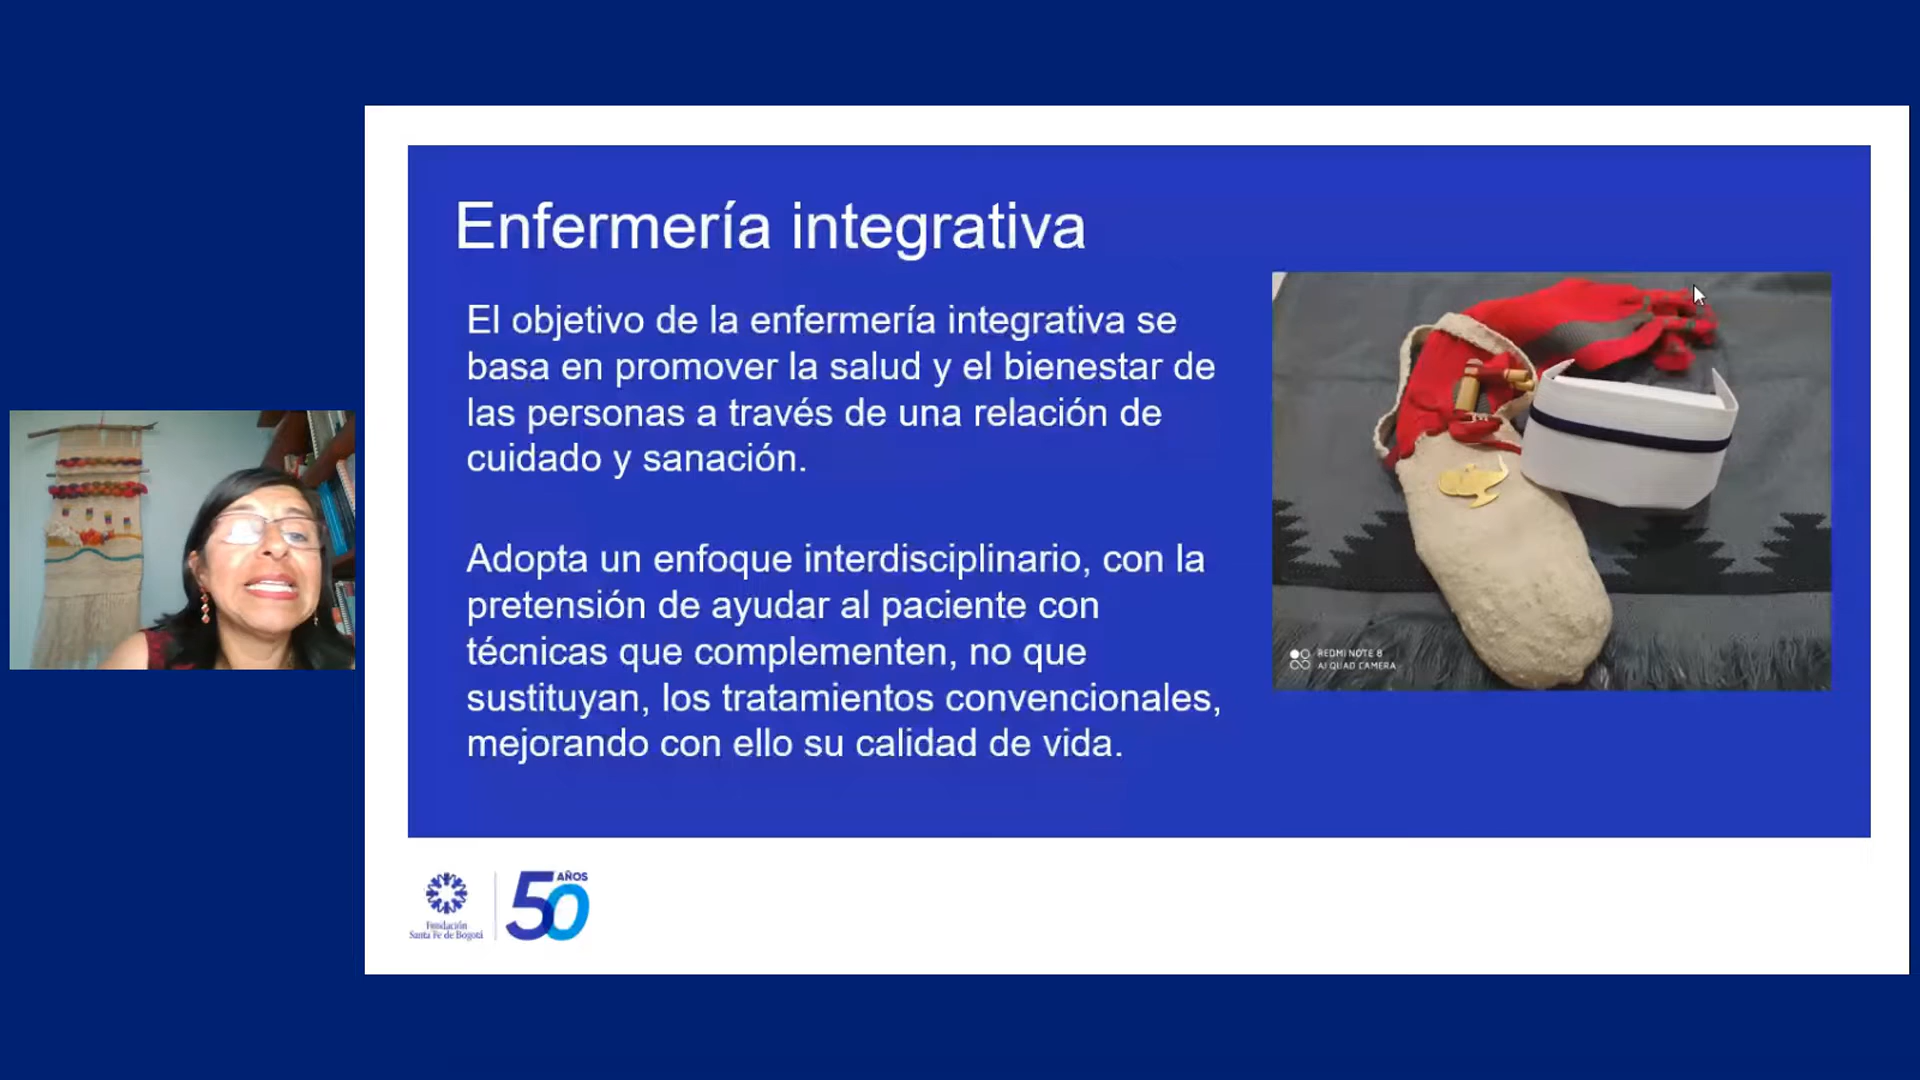 Enfermería integrativa
El objetivo de la enfermería integrativa se
basa en promover la salud y el bienestar de
las personas a través de una relación de
cuidado y sanación.
Adopta un enfoque interdisciplinario, con la
pretensión de ayudar al paciente con
técnicas que complementen, no que
sustituyan, los tratamientos convencionales,
mejorando con ello su calidad de vida.
REDMI NOTE 8
AI QUAD CAMERA
Fundación
Santa Fe de Bogotá
50 AÑOS